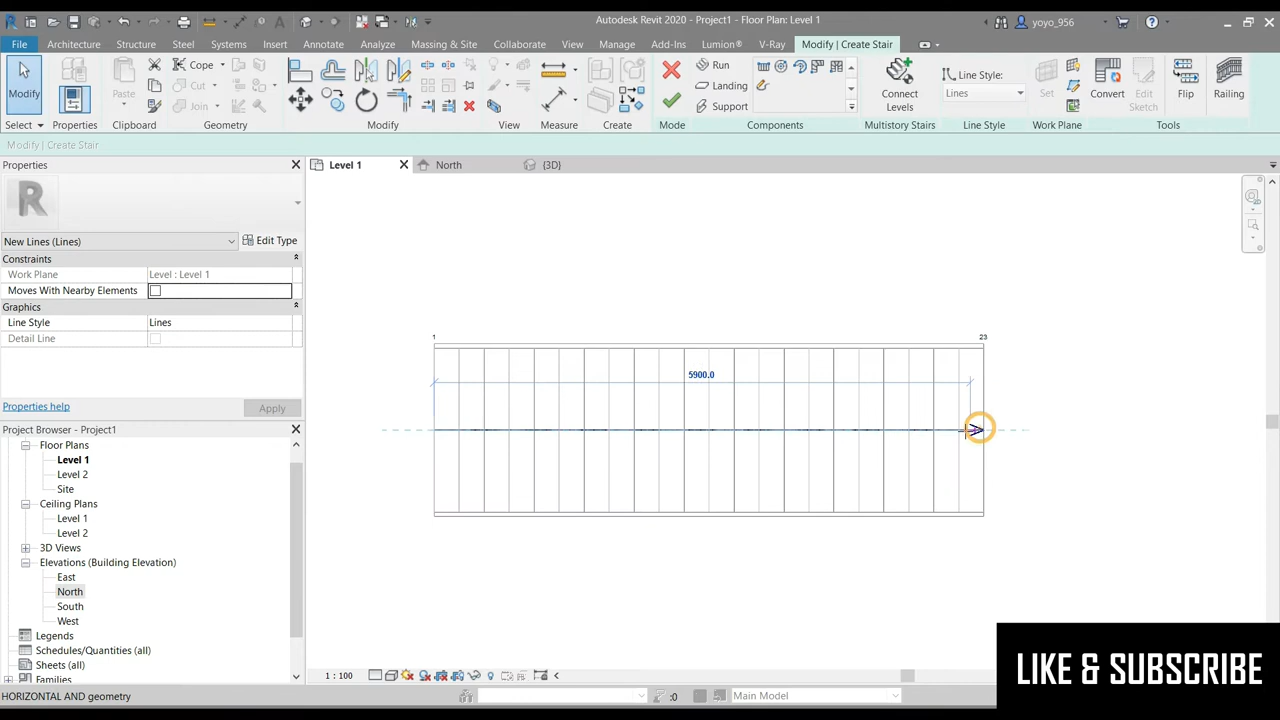 Autodesk Revit 2020 - Project1 - Floor Plan: Level 1
yoyo_956
File Architecture Structure Steel Systems Insert Annotate Analyze Massing & Site Collaborate View Manage Add-Ins Lumion® V-Ray Modify | Create Stair
Modify
Properties
Paste
Cope
Cut
Join
Run
Landing
Support
Connect
Levels
Line Style:
Lines
Set
Convert
Edit
Sketch
Flip
Railing
Select Properties Clipboard Geometry Modify View Measure Create Mode Components Multistory Stairs Line Style Work Plane Tools
Modify | Create Stair
Properties
Level 1
North
{3D}
New Lines (Lines)
Edit Type
Constraints
Work Plane Level : Level 1
Moves With Nearby Elements
Graphics
Line Style Lines
Detail Line
Properties help
Apply
Project Browser - Project1
Floor Plans
Level 1
Level 2
Site
Ceiling Plans
Level 1
Level 2
3D Views
Elevations (Building Elevation)
East
North
South
West
Legends
Schedules/Quantities (all)
Sheets (all)
Families
1
23
5900.0
1 : 100
HORIZONTAL AND geometry
:0
Main Model
LIKE & SUBSCRIBE